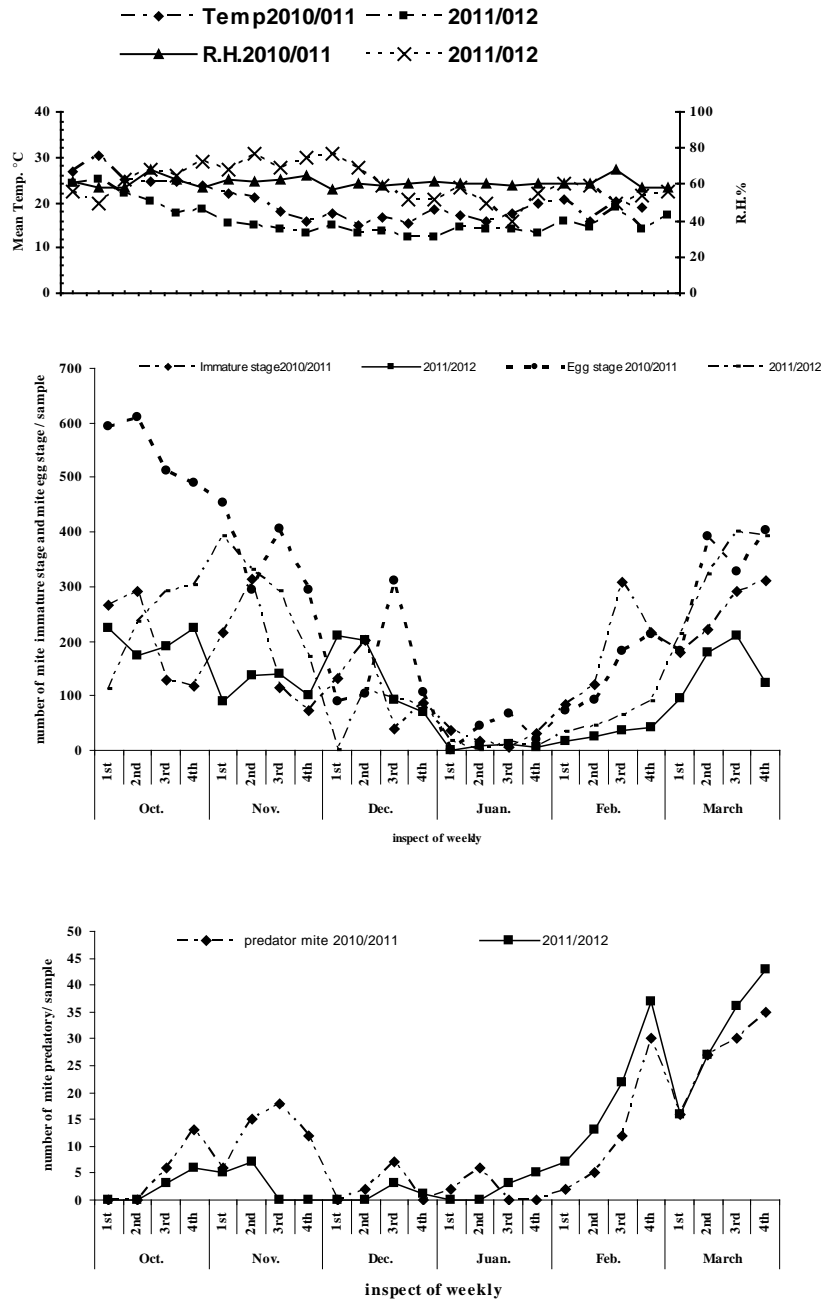 Temp2010/011 2011/012
R.H.2010/011 2011/012
40 100
30 80
20 60
10 40
0 20
0
Mean Temp. °C
R.H.%
Immature stage2010/2011 2011/2012 Egg stage 2010/2011 2011/2012
700
600
500
400
300
200
100
0
number of mite immature stage and mite egg stage / sample
1st 2nd 3rd 4th 1st 2nd 3rd 4th 1st 2nd 3rd 4th 1st 2nd 3rd 4th 1st 2nd 3rd 4th 1st 2nd 3rd 4th
Oct. Nov. Dec. Juan. Feb. March
inspect of weekly
predator mite 2010/2011 2011/2012
50
45
40
35
30
25
20
15
10
5
0
number of mite predatory/ sample
1st 2nd 3rd 4th 1st 2nd 3rd 4th 1st 2nd 3rd 4th 1st 2nd 3rd 4th 1st 2nd 3rd 4th 1st 2nd 3rd 4th
Oct. Nov. Dec. Juan. Feb. March
inspect of weekly